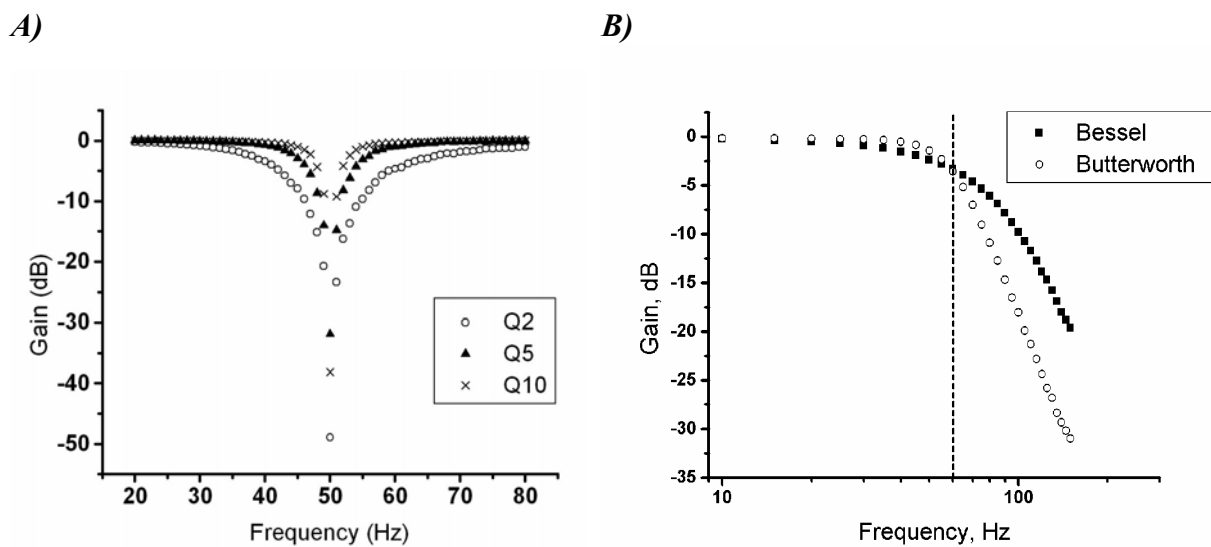 A)
Gain (dB)
0
-10
-20
-30
-40
-50
20 30 40 50 60 70 80
Frequency (Hz)
Q2
Q5
Q10
B)
Gain, dB
0
-5
-10
-15
-20
-25
-30
-35
10 100
Frequency, Hz
Bessel
Butterworth